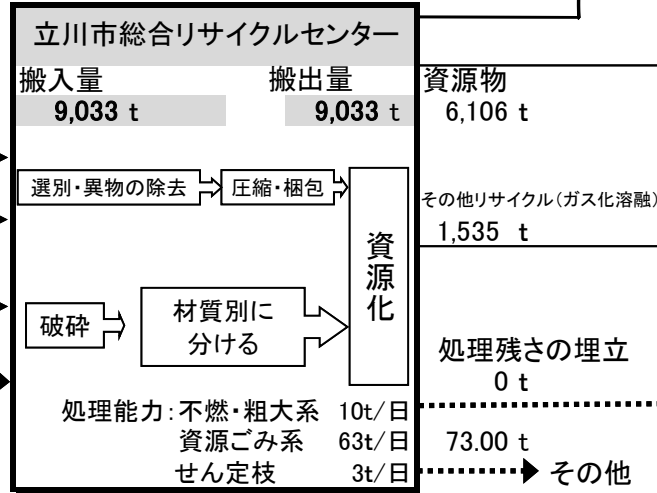 立川市総合リサイクルセンター
搬入量 搬出量
9,033 t 9,033 t
資源物
6,106 t
選別・異物の除去 圧縮・梱包
その他リサイクル(ガス化溶融)
1,535 t
資源化
破砕
材質別に
分ける
処理残さの埋立
0 t
処理能力:不燃・粗大系 10t/日
資源ごみ系 63t/日
せん定枝 3t/日
73.00 t
その他